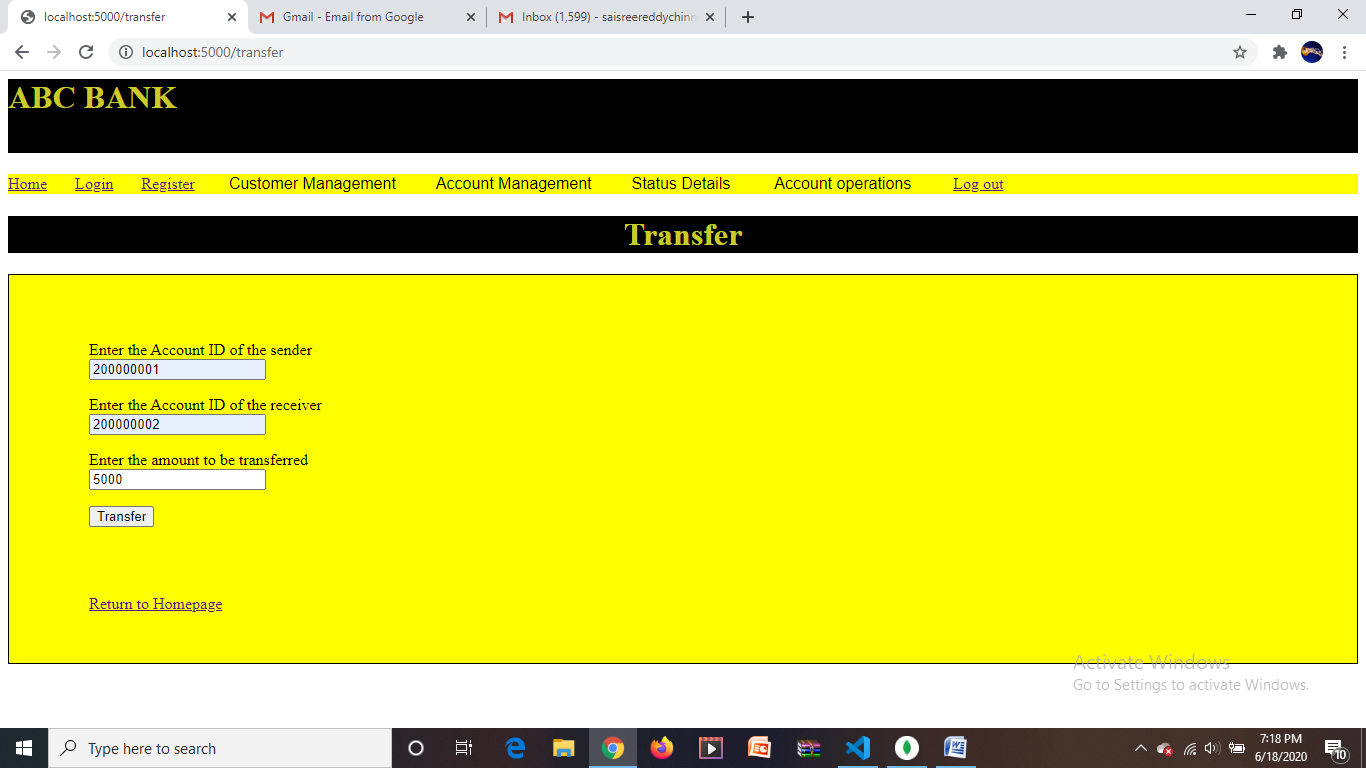 localhost:5000/transfer
Gmail - Email from Google
Inbox (1,599) - saisreereddychinn
localhost:5000/transfer
ABC BANK
Home Login Register Customer Management Account Management Status Details Account operations Log out
Transfer
Enter the Account ID of the sender
200000001
Enter the Account ID of the receiver
200000002
Enter the amount to be transferred
5000
Transfer
Return to Homepage
Activate Windows
Go to Settings to activate Windows.
Type here to search
7:18 PM
6/18/2020
10